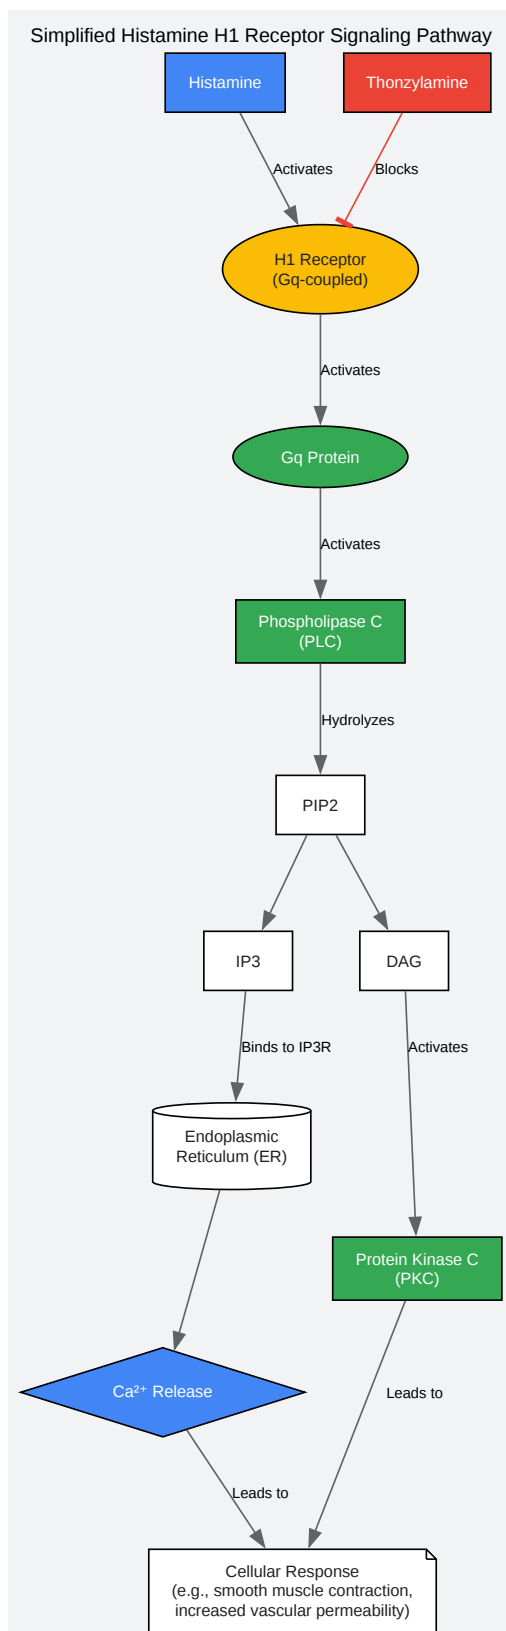 Simplified Histamine H1 Receptor Signaling Pathway
Histamine
Thonzylamine
Activates
Blocks
H1 Receptor
(Gq-coupled)
Activates
Gq Protein
Activates
Phospholipase C
(PLC)
Hydrolyzes
PIP2
IP3
DAG
Binds to IP3R
Activates
Endoplasmic
Reticulum (ER)
Protein Kinase C
(PKC)
Ca²⁺ Release
Leads to
Leads to
Cellular Response
(e.g., smooth muscle contraction,
increased vascular permeability)